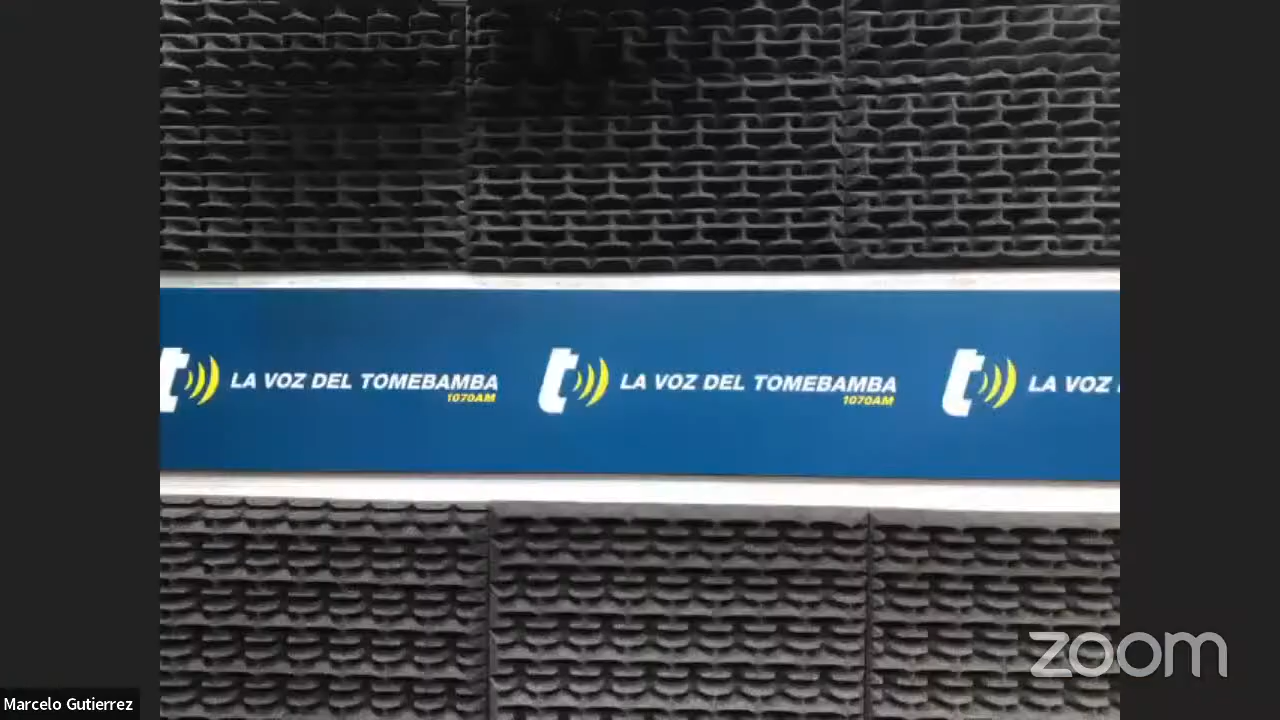 LA VOZ DEL TOMEBAMBA
1070AM
LA VOZ DEL TOMEBAMBA
1070AM
LA VOZ
zoom
Marcelo Gutierrez